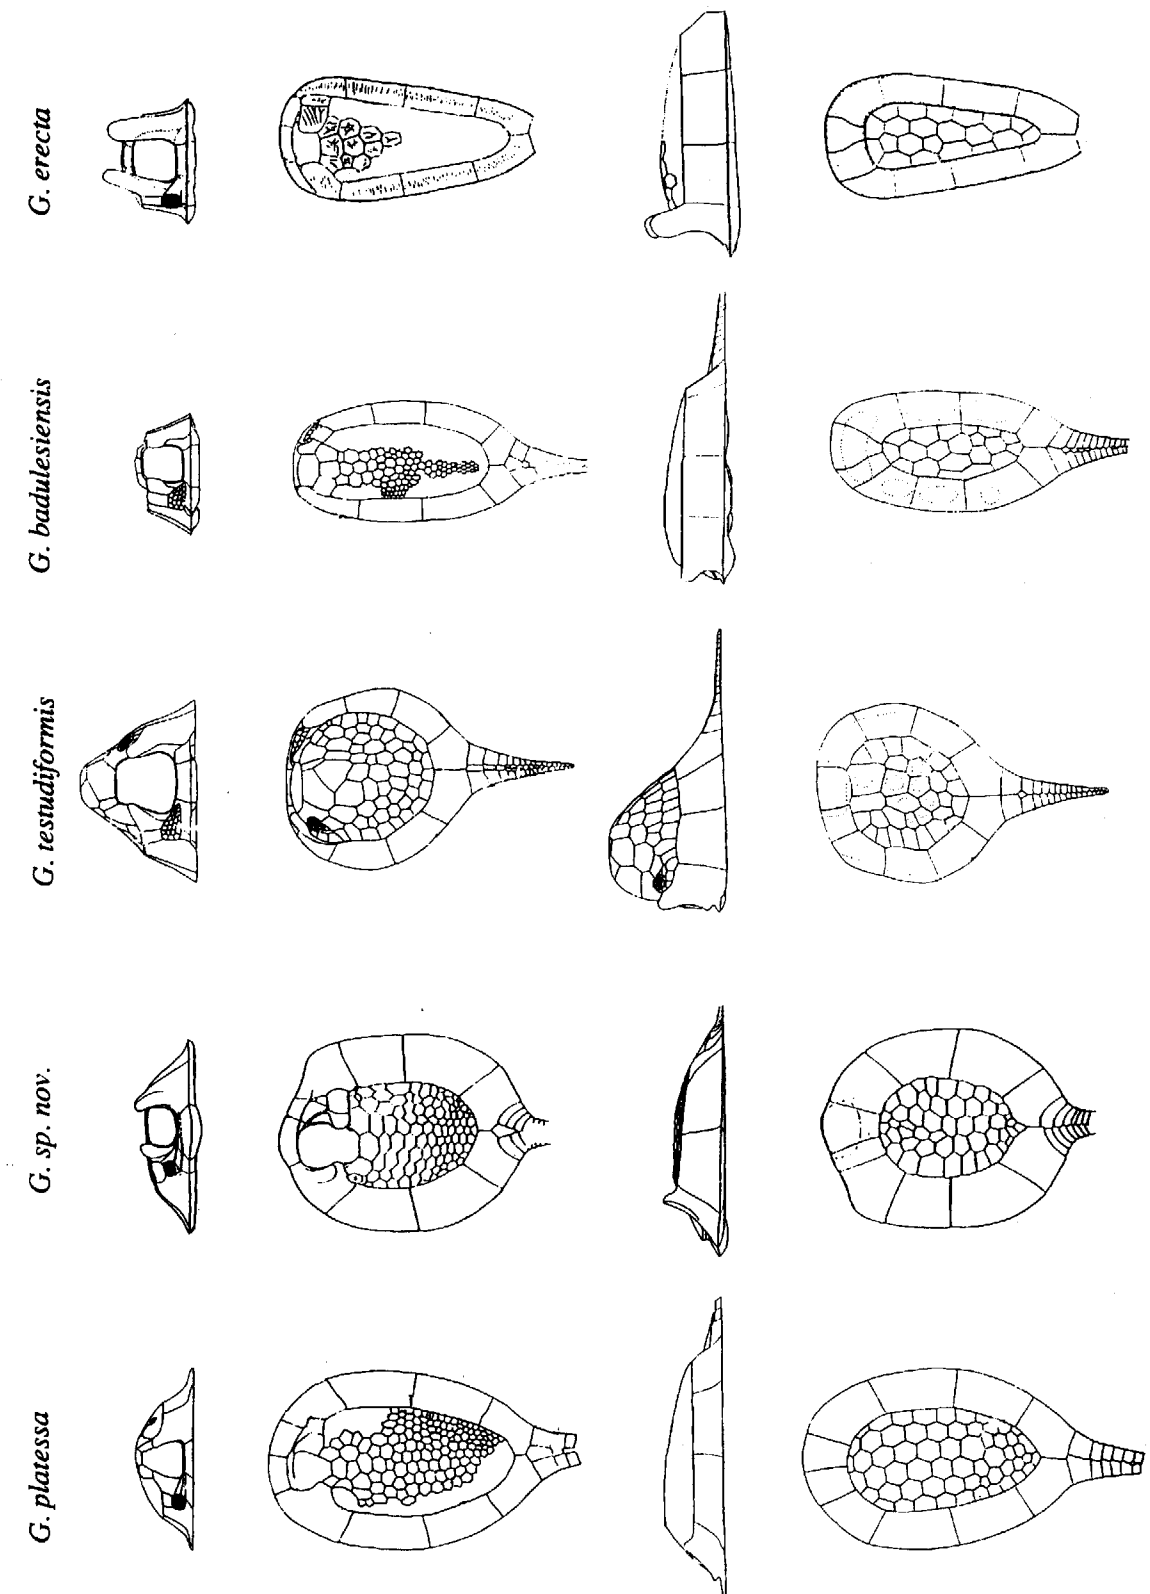 G. erecta
G. badulesiensis
G. testudiformis
G. sp. nov.
G. platessa